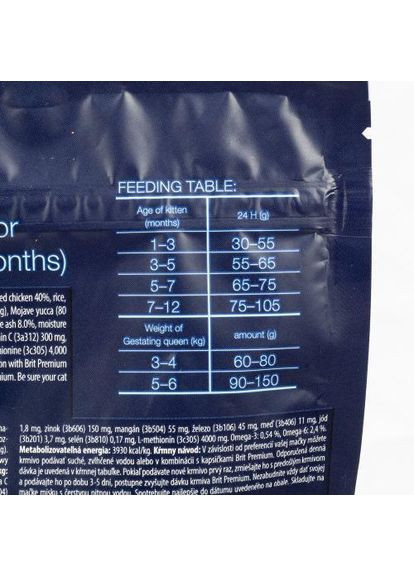 FEEDING TABLE:
Age of kitten (months) 24 H (g)
1–3 30–55
3–5 55–65
5–7 65–75
7–12 75–105
Weight of Gestating queen (kg) amount (g)
3–4 60–80
5–6 90–150
or
onths)
ed chicken 40%, rice,
g), Mojave yucca (80
e ash 8.0%, moisture
in C (3a312) 300 mg,
thionine (3c305) 4,000
on with Brit Premium
mium. Be sure your cat
1,8 mg, zinok (3b606) 150 mg, mangán (3b504) 55 mg, železo (3b106) 45 mg, meď (3b406) 11 mg, jód
(3b201) 3,7 mg, selén (3b810) 0,17 mg, L-methionín (3c305) 4000 mg. Omega-3: 0,54 %, Omega-6: 2,4 %.
Metabolizovateľná energia: 3930 kcal/kg. Kŕmny návod: V závislosti od preferencií vašej mačky môžete
krmivo podávať suché, zvlhčené vodou alebo v kombinácii s kapsičkami Brit Premium. Odporúčaná denná
dávka je uvedená v kŕmnej tabuľke. Pokiaľ podávate nové krmivo prvý raz, zmiešajte ho s predošlým krmivom
a podávajte ho po dobu 3-5 dní, postupne zvyšujte dávku krmiva Brit Premium. Nezabudnite vždy dať svojej
mačke misku s čerstvou pitnou vodou. Spotrebujte najlepšie do dátumu uvedeného na obale. Skladujte na